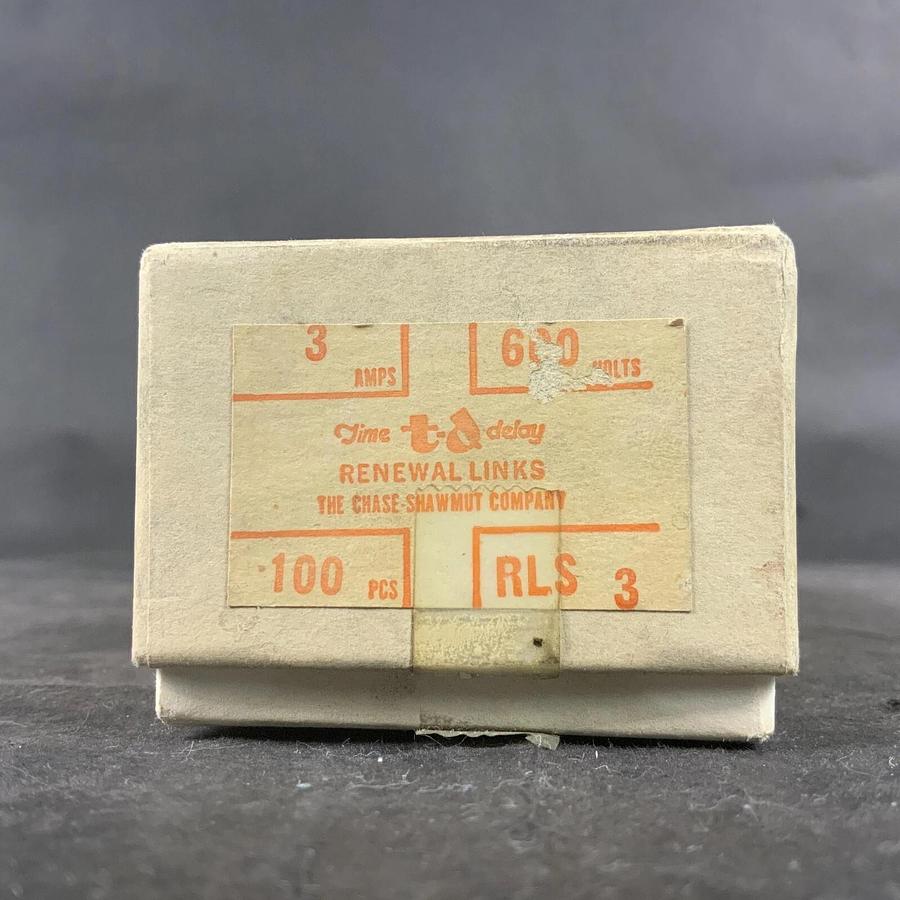 3 AMPS 600 VOLTS
Time t-d delay
RENEWAL LINKS
THE CHASE-SHAWMUT COMPANY
100 PCS RLS 3